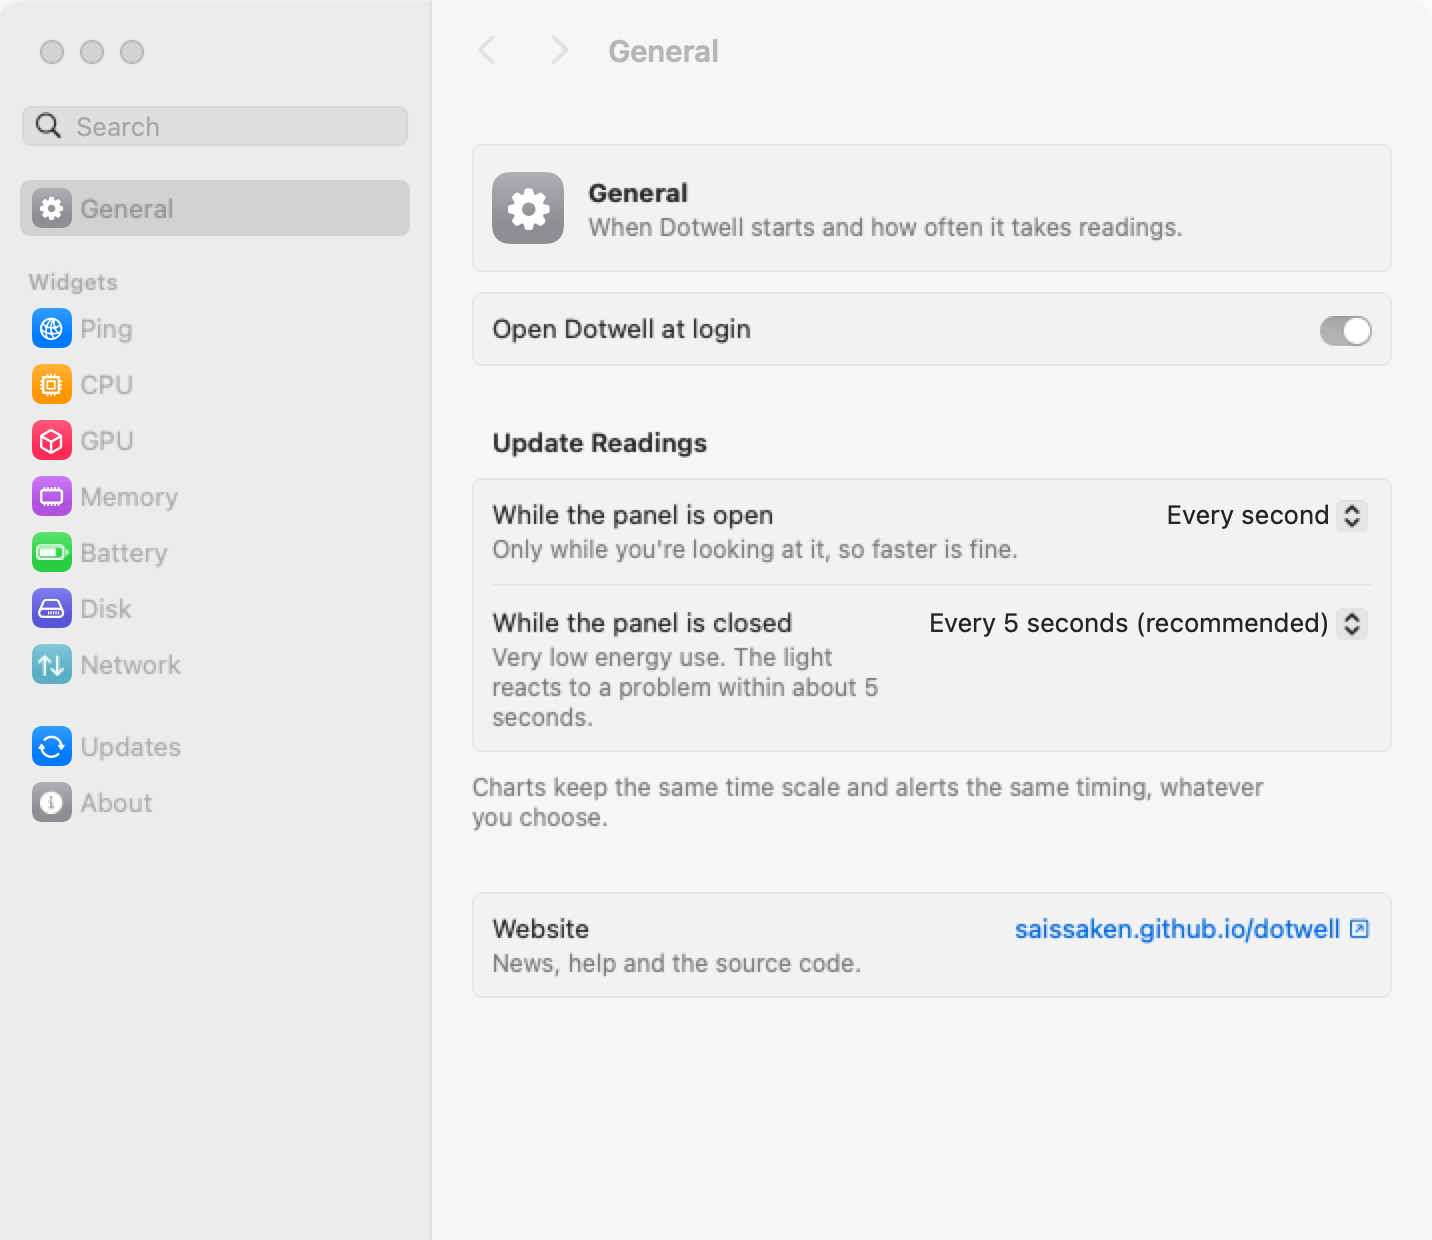 General
Search
General
Widgets
Ping
CPU
GPU
Memory
Battery
Disk
Network
Updates
About
General
When Dotwell starts and how often it takes readings.
Open Dotwell at login
Update Readings
While the panel is open
Every second
Only while you're looking at it, so faster is fine.
While the panel is closed
Every 5 seconds (recommended)
Very low energy use. The light
reacts to a problem within about 5
seconds.
Charts keep the same time scale and alerts the same timing, whatever
you choose.
Website
saissaken.github.io/dotwell
News, help and the source code.